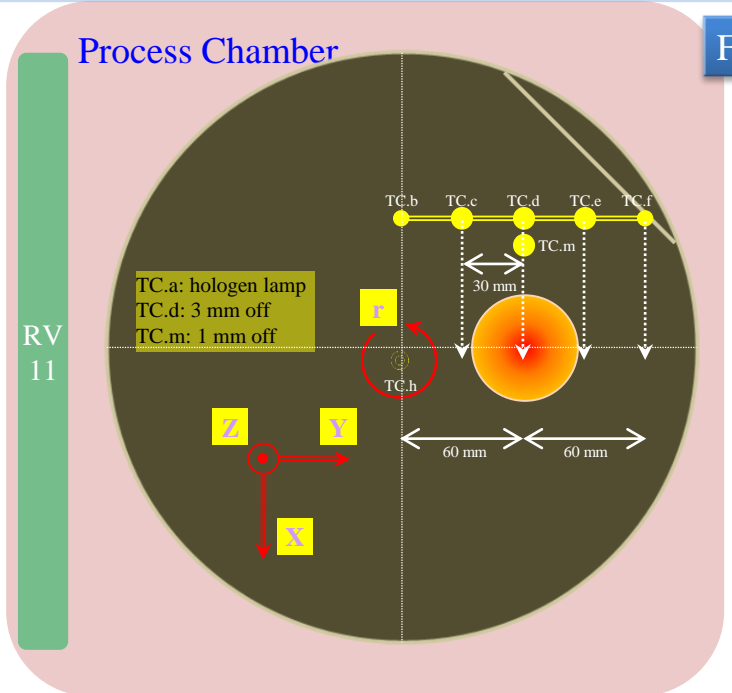 Process Chamber
F
TC.b TC.c TC.d TC.e TC.f
TC.m
30 mm
TC.a: hologen lamp
TC.d: 3 mm off
TC.m: 1 mm off
r
RV
11
TC.h
Z Y
60 mm 60 mm
X